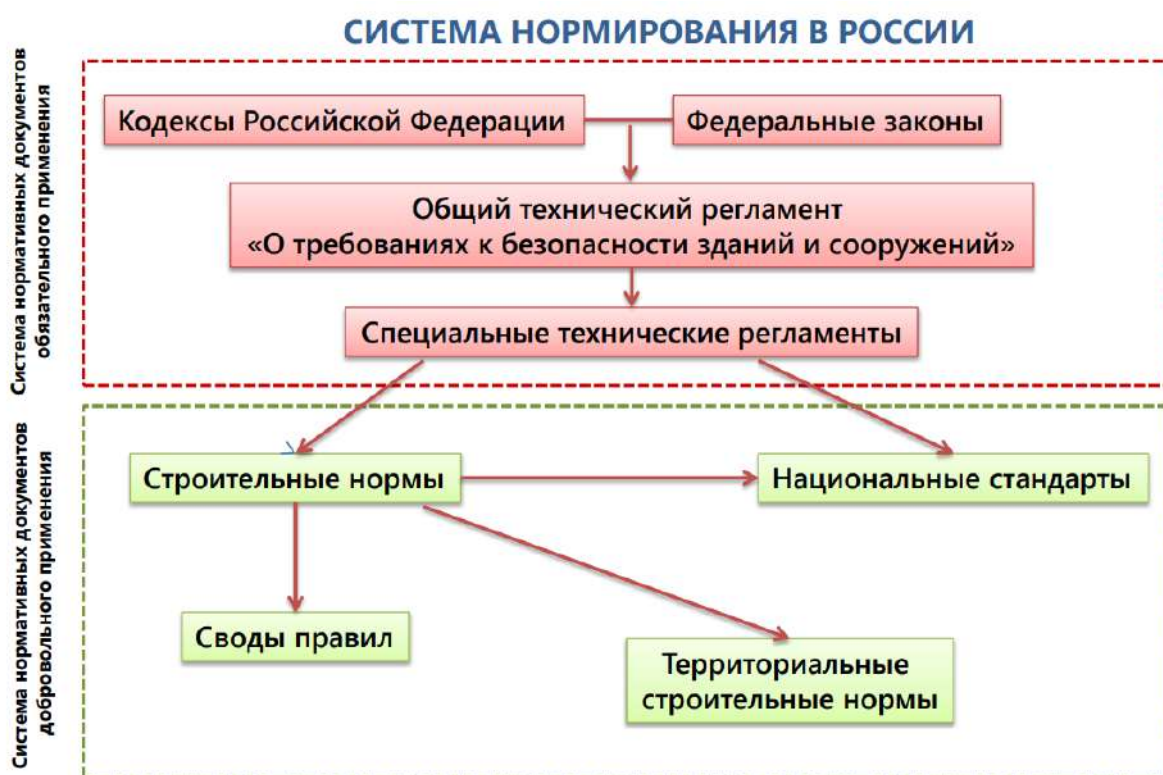 СИСТЕМА НОРМИРОВАНИЯ В РОССИИ
Система нормативных документов
обязательного применения
Кодексы Российской Федерации
Федеральные законы
Общий технический регламент
«О требованиях к безопасности зданий и сооружений»
Специальные технические регламенты
Система нормативных документов
добровольного применения
Строительные нормы
Национальные стандарты
Своды правил
Территориальные
строительные нормы